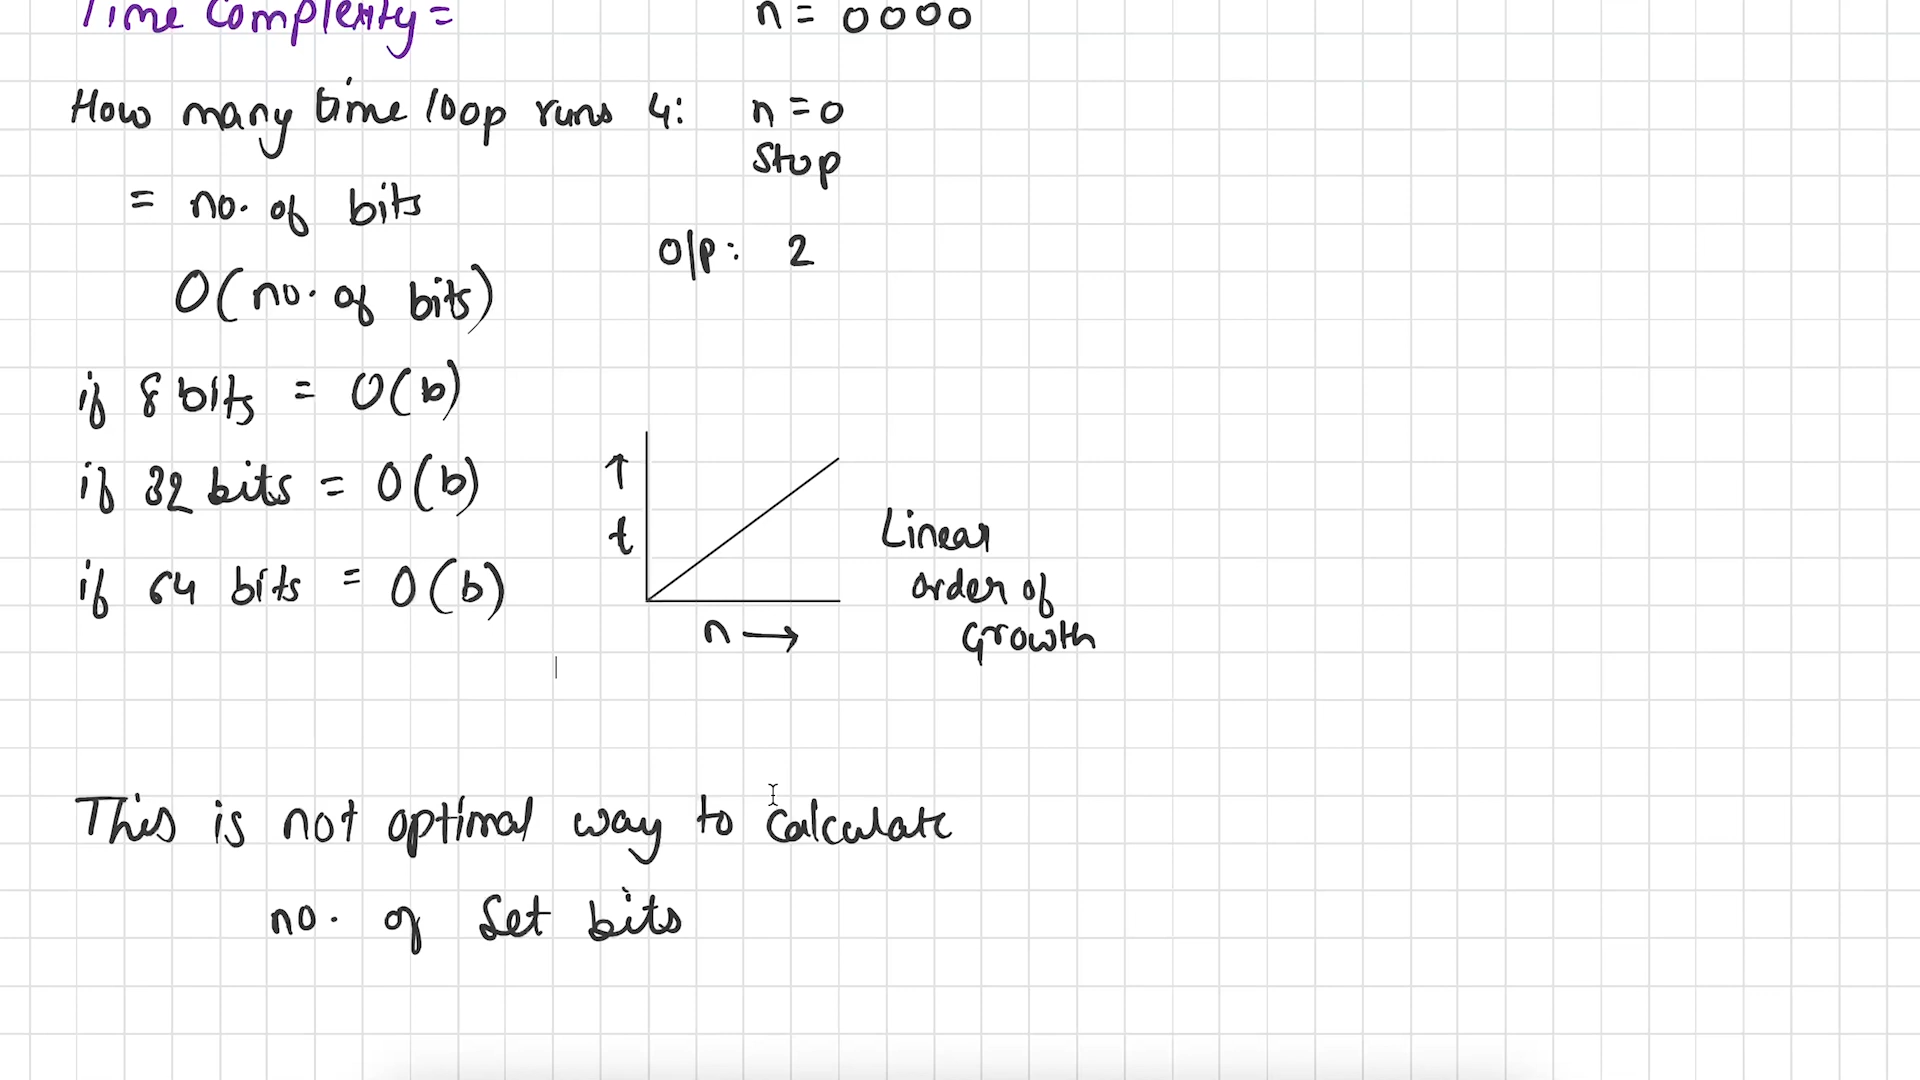 Time Complexity =
n = 0000
How many time loop runs 4:
n = 0
Stop
= no. of bits
o/p: 2
O(no. of bits)
if 8 bits = O(b)
if 32 bits = O(b)
if 64 bits = O(b)
↑
t
n →
Linear
order of
Growth
This is not optimal way to calculate
no. of Set bits